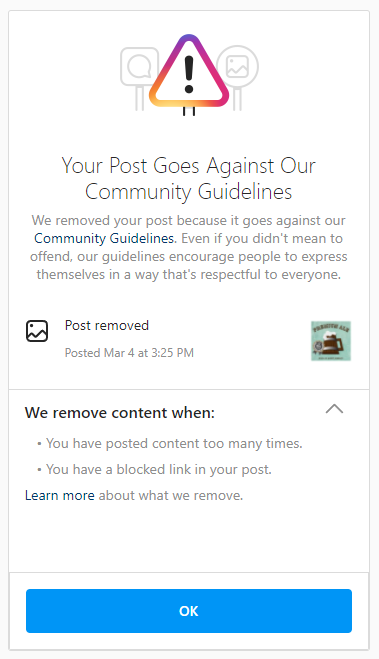 Your Post Goes Against Our
Community Guidelines
We removed your post because it goes against our
Community Guidelines. Even if you didn't mean to
offend, our guidelines encourage people to express
themselves in a way that's respectful to everyone.
Post removed
Posted Mar 4 at 3:25 PM
PREMIUM ALE
We remove content when:
• You have posted content too many times.
• You have a blocked link in your post.
Learn more about what we remove.
OK